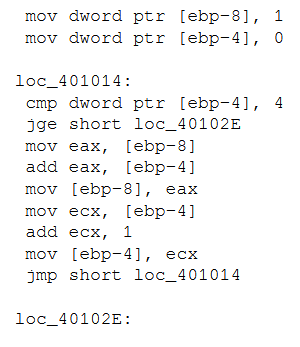 mov dword ptr [ebp-8], 1
mov dword ptr [ebp-4], 0
loc_401014:
cmp dword ptr [ebp-4], 4
jge short loc_40102E
mov eax, [ebp-8]
add eax, [ebp-4]
mov [ebp-8], eax
mov ecx, [ebp-4]
add ecx, 1
mov [ebp-4], ecx
jmp short loc_401014
loc_40102E: